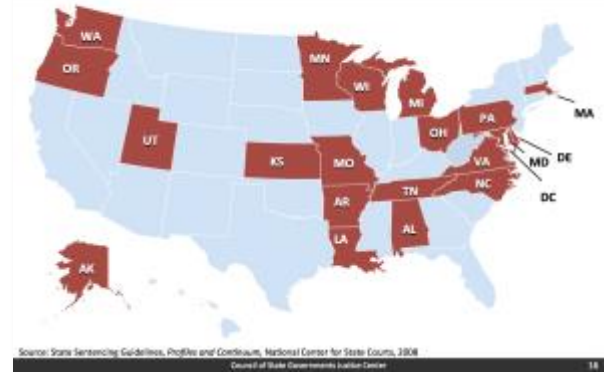 WA
OR
MN
WI
MI
UT
OH
PA
MA
KS
MO
VA
DE
MD
DC
NC
TN
AR
AL
LA
AK
Source: State Sentencing Guidelines, Profiles and Continuum, National Center for State Courts, 2008
Council of State Governments Justice Center
16